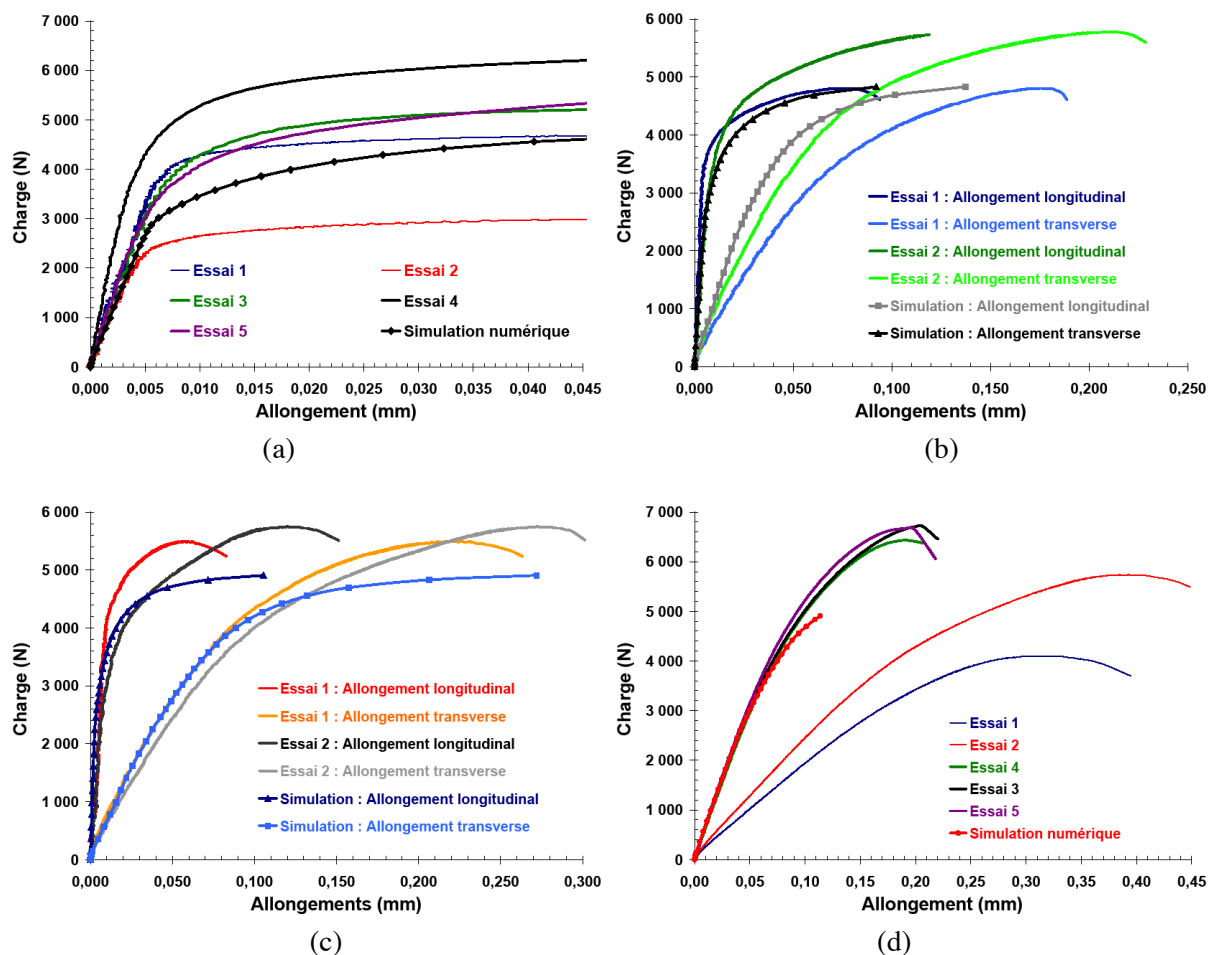 7 000
6 000
5 000
4 000
3 000
2 000
1 000
0
Charge (N)
Essai 1
Essai 2
Essai 3
Essai 4
Essai 5
Simulation numérique
0,000 0,005 0,010 0,015 0,020 0,025 0,030 0,035 0,040 0,045
Allongement (mm)
(a)
6 000
5 000
4 000
3 000
2 000
1 000
0
Charge (N)
Essai 1 : Allongement longitudinal
Essai 1 : Allongement transverse
Essai 2 : Allongement longitudinal
Essai 2 : Allongement transverse
Simulation : Allongement longitudinal
Simulation : Allongement transverse
0,000 0,050 0,100 0,150 0,200 0,250
Allongements (mm)
(b)
6 000
5 000
4 000
3 000
2 000
1 000
0
Charge (N)
Essai 1 : Allongement longitudinal
Essai 1 : Allongement transverse
Essai 2 : Allongement longitudinal
Essai 2 : Allongement transverse
Simulation : Allongement longitudinal
Simulation : Allongement transverse
0,000 0,050 0,100 0,150 0,200 0,250 0,300
Allongements (mm)
(c)
7 000
6 000
5 000
4 000
3 000
2 000
1 000
0
Charge (N)
Essai 1
Essai 2
Essai 4
Essai 3
Essai 5
Simulation numérique
0,00 0,05 0,10 0,15 0,20 0,25 0,30 0,35 0,40 0,45
Allongement (mm)
(d)